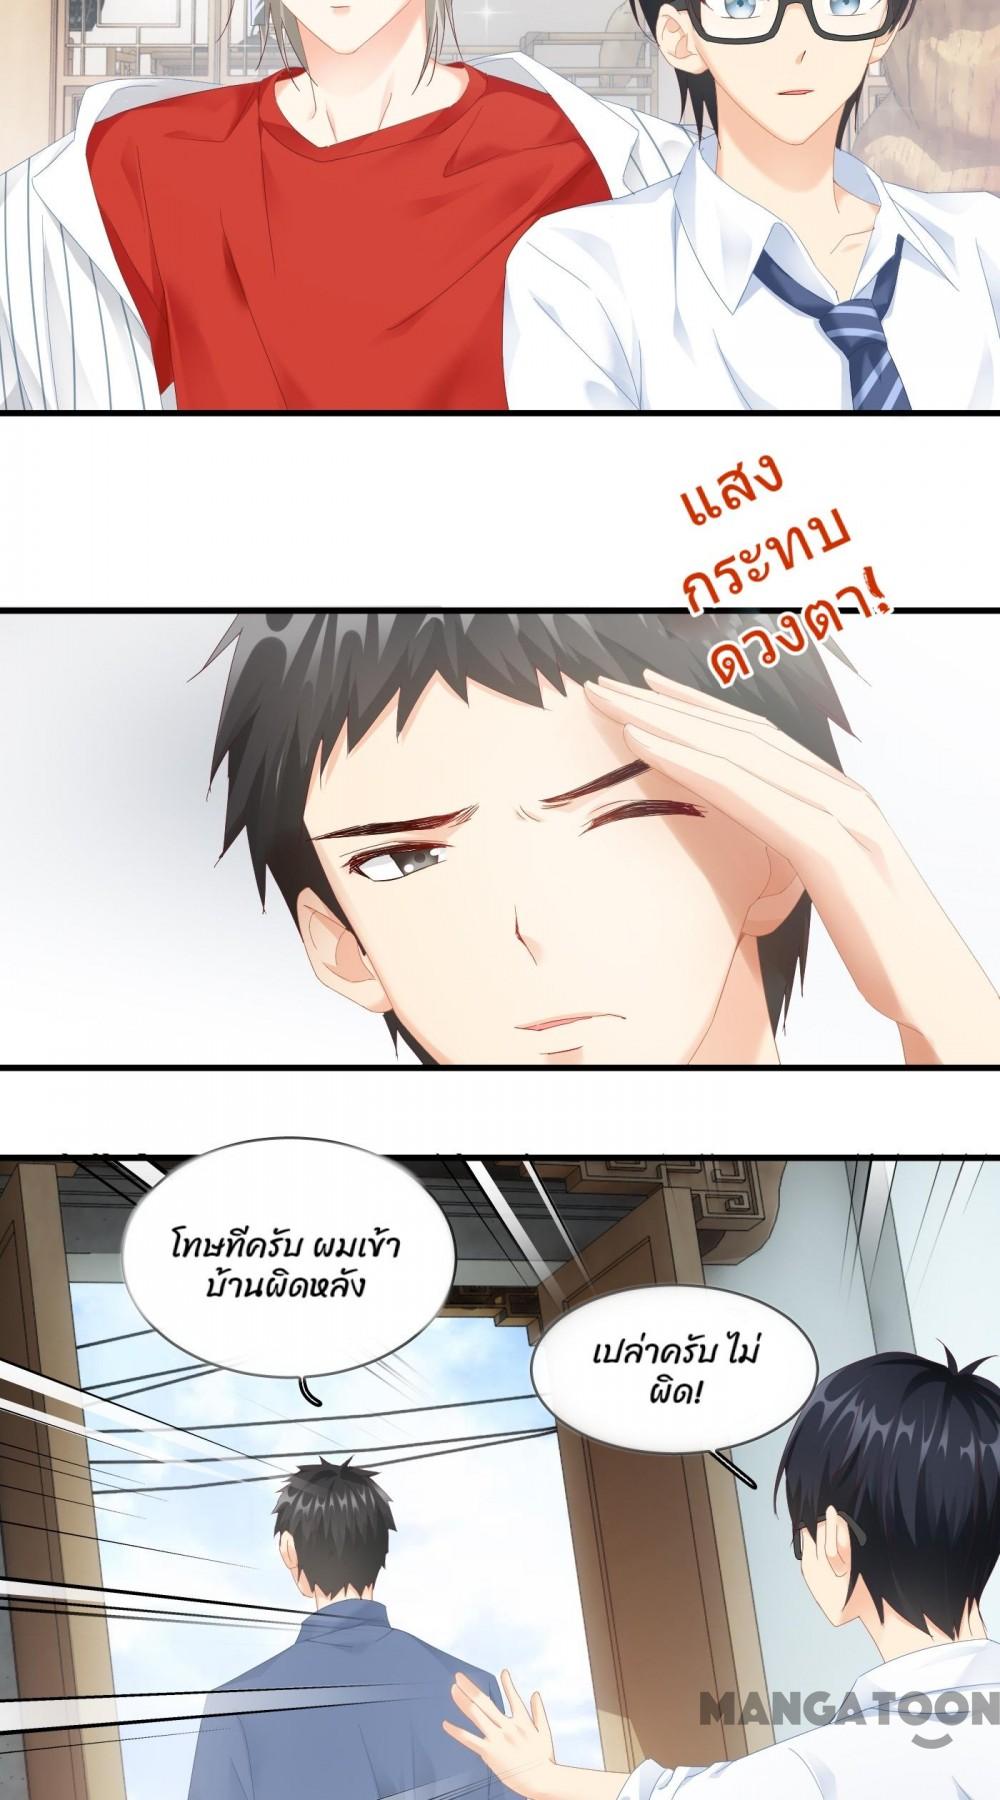 แสง
กระทบ
ดวงตา!
โทษทีครับ ผมเข้า
บ้านผิดหลัง
เปล่าครับ ไม่
ผิด!
MANGATOON